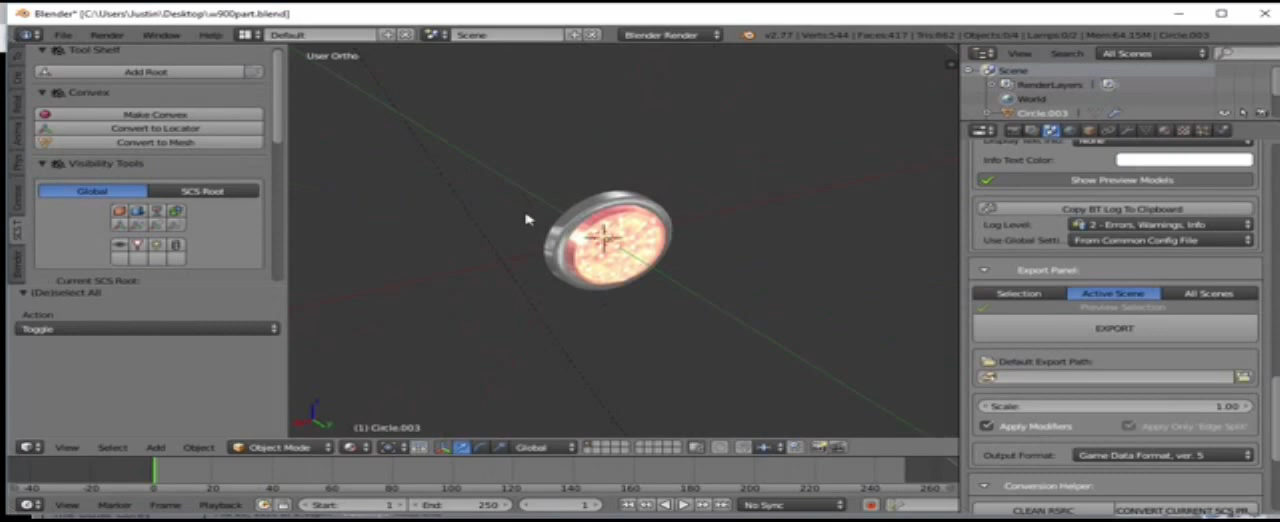 Blender* [C:\Users\Justin\Desktop\w900part.blend]
File Render Window Help Default Scene Blender Render v2.77 | Verts:544 | Faces:417 | Tris:862 | Objects:0/4 | Lamps:0/2 | Mem:64.15M | Circle.003
Tool Shelf
Add Root
Convex
Make Convex
Convert to Locator
Convert to Mesh
Visibility Tools
Global SCS Root
Current SCS Root:
(De)select All
Action
Toggle
User Ortho
(1) Circle.003
View Select Add Object Object Mode Global
-40 -20 0 20 40 60 80 100 120 140 160 180 200 220 240 260
View Marker Frame Playback Start: 1 End: 250 1 No Sync
View Search All Scenes
Scene
RenderLayers
World
Circle.003
Display Text Info: None
Info Text Color:
Show Preview Models
Copy BT Log To Clipboard
Log Level: 2 - Errors, Warnings, Info
Use Global Setti.. From Common Config File
Export Panel:
Selection Active Scene All Scenes
Preview Selection
EXPORT
Default Export Path:
Scale: 1.00
Apply Modifiers Apply Only 'Edge Split'
Output Format: Game Data Format, ver. 5
Conversion Helper:
CLEAN RSRC CONVERT CURRENT SCS PR